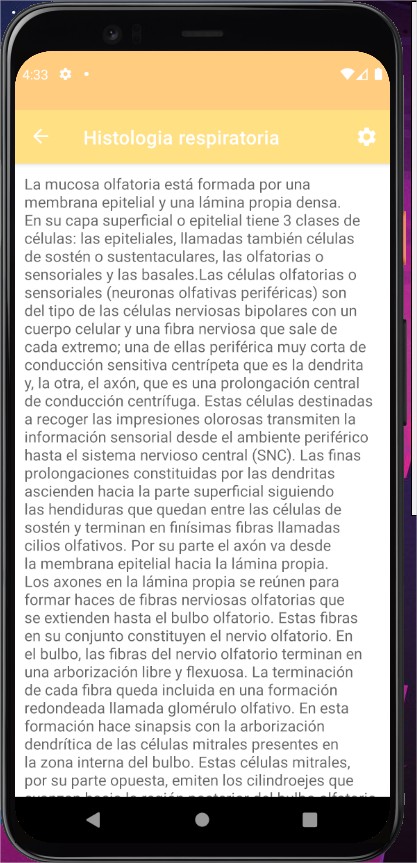 4:33
Histologia respiratoria
La mucosa olfatoria está formada por una
membrana epitelial y una lámina propia densa.
En su capa superficial o epitelial tiene 3 clases de
células: las epiteliales, llamadas también células
de sostén o sustentaculares, las olfatorias o
sensoriales y las basales.Las células olfatorias o
sensoriales (neuronas olfativas periféricas) son
del tipo de las células nerviosas bipolares con un
cuerpo celular y una fibra nerviosa que sale de
cada extremo; una de ellas periférica muy corta de
conducción sensitiva centrípeta que es la dendrita
y, la otra, el axón, que es una prolongación central
de conducción centrífuga. Estas células destinadas
a recoger las impresiones olorosas transmiten la
información sensorial desde el ambiente periférico
hasta el sistema nervioso central (SNC). Las finas
prolongaciones constituidas por las dendritas
ascienden hacia la parte superficial siguiendo
las hendiduras que quedan entre las células de
sostén y terminan en finísimas fibras llamadas
cilios olfativos. Por su parte el axón va desde
la membrana epitelial hacia la lámina propia.
Los axones en la lámina propia se reúnen para
formar haces de fibras nerviosas olfatorias que
se extienden hasta el bulbo olfatorio. Estas fibras
en su conjunto constituyen el nervio olfatorio. En
el bulbo, las fibras del nervio olfatorio terminan en
una arborización libre y flexuosa. La terminación
de cada fibra queda incluida en una formación
redondeada llamada glomérulo olfativo. En esta
formación hace sinapsis con la arborización
dendrítica de las células mitrales presentes en
la zona interna del bulbo. Estas células mitrales,
por su parte opuesta, emiten los cilindroejes que
avanzan hacia la región posterior del bulbo olfatorio